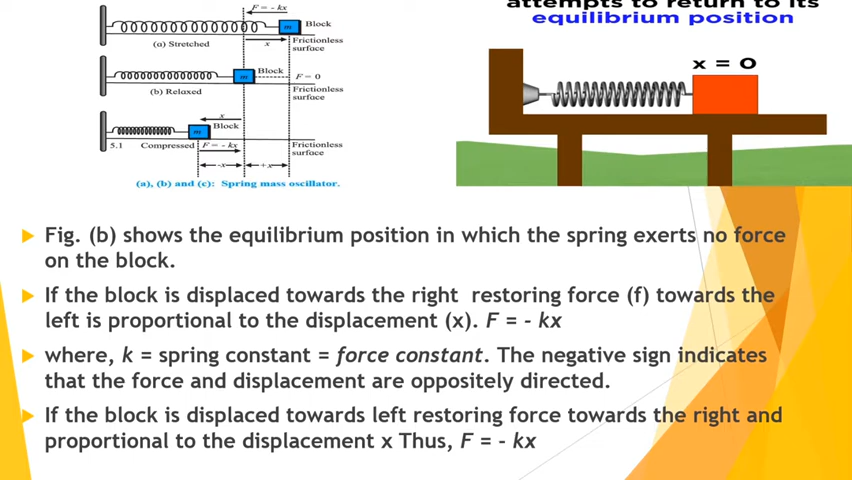 F = - kx
Block
m
(a) Stretched
x
Frictionless
surface
Block
m
F = 0
(b) Relaxed
Frictionless
surface
x
m
Block
5.1 Compressed
F = - kx
Frictionless
surface
-x
+x
(a), (b) and (c): Spring mass oscillator.
attempts to return to its
equilibrium position
x = 0
Fig. (b) shows the equilibrium position in which the spring exerts no force
on the block.
If the block is displaced towards the right restoring force (f) towards the
left is proportional to the displacement (x). F = - kx
where, k = spring constant = force constant. The negative sign indicates
that the force and displacement are oppositely directed.
If the block is displaced towards left restoring force towards the right and
proportional to the displacement x Thus, F = - kx